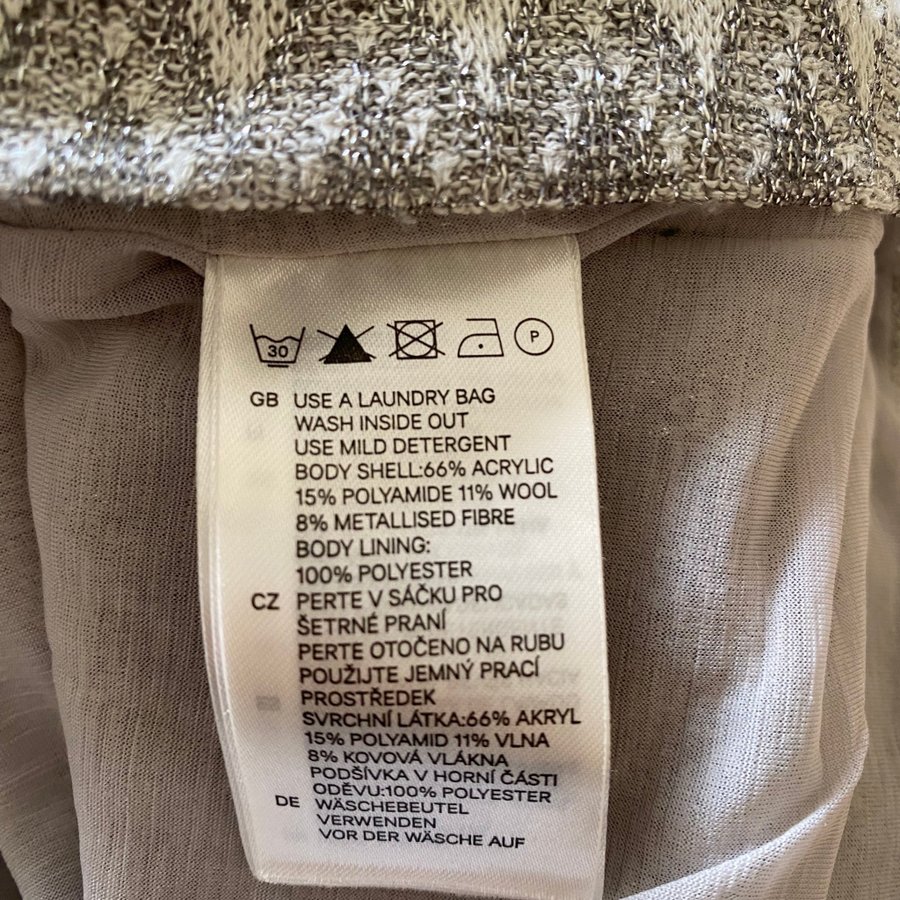 30 P
GB USE A LAUNDRY BAG
WASH INSIDE OUT
USE MILD DETERGENT
BODY SHELL:66% ACRYLIC
15% POLYAMIDE 11% WOOL
8% METALLISED FIBRE
BODY LINING:
100% POLYESTER
CZ PERTE V SÁČKU PRO
ŠETRNÉ PRANÍ
PERTE OTOČENO NA RUBU
POUŽIJTE JEMNÝ PRACÍ
PROSTŘEDEK
SVRCHNÍ LÁTKA:66% AKRYL
15% POLYAMID 11% VLNA
8% KOVOVÁ VLÁKNA
PODŠÍVKA V HORNÍ ČÁSTI
ODĚVU:100% POLYESTER
DE WÄSCHEBEUTEL
VERWENDEN
VOR DER WÄSCHE AUF